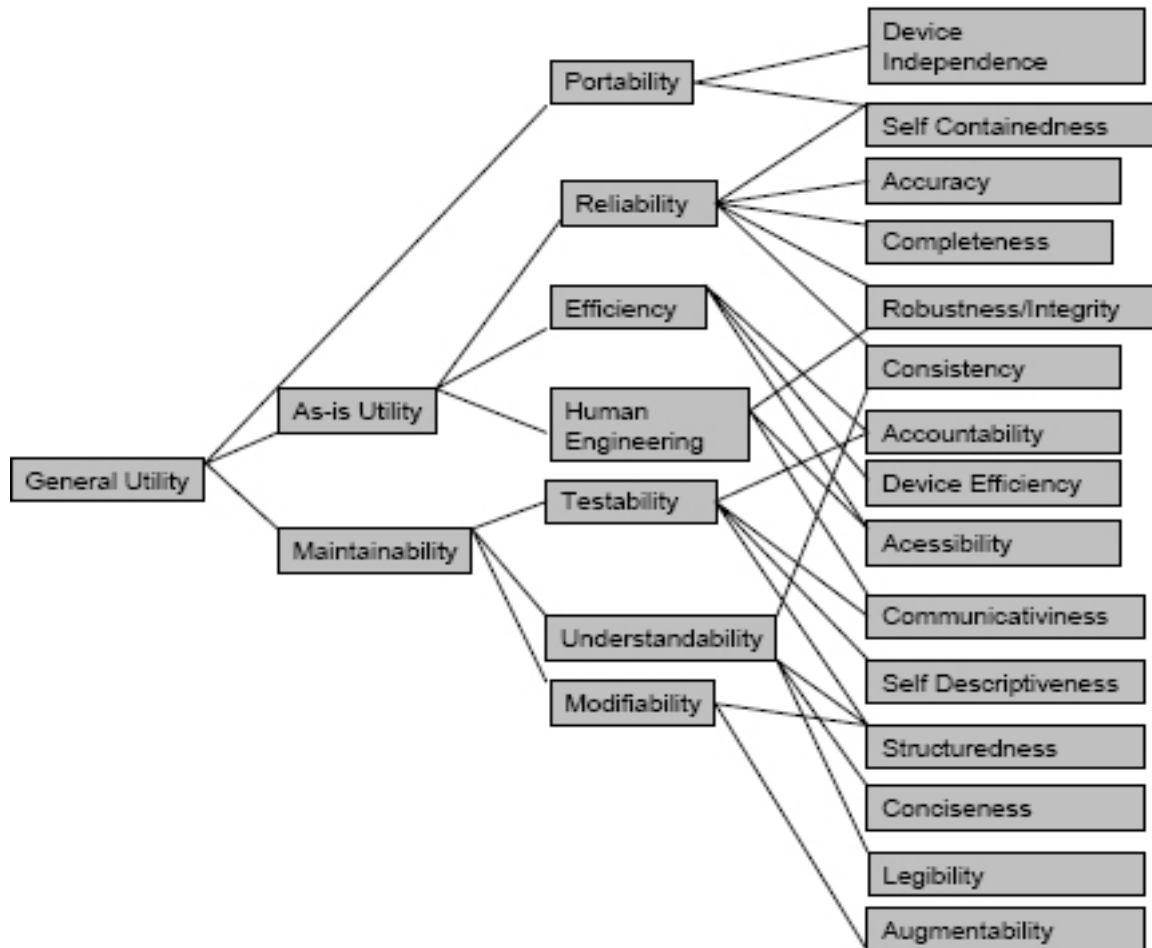 General Utility
As-is Utility
Maintainability
Portability
Reliability
Efficiency
Human
Engineering
Testability
Understandability
Modifiability
Device
Independence
Self Containedness
Accuracy
Completeness
Robustness/Integrity
Consistency
Accountability
Device Efficiency
Acessibility
Communicativiness
Self Descriptiveness
Structuredness
Conciseness
Legibility
Augmentability